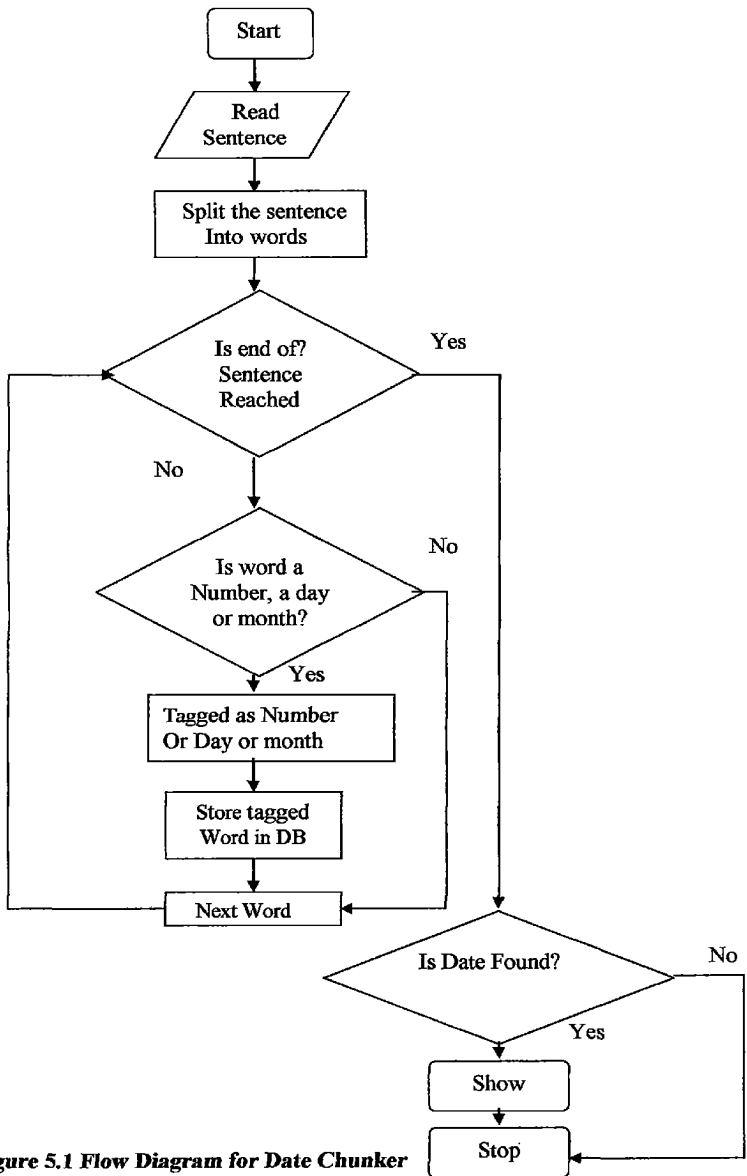 Start
Read
Sentence
Split the sentence
Into words
Is end of?
Sentence
Reached
Yes
No
Is word a
Number, a day
or month?
No
Yes
Tagged as Number
Or Day or month
Store tagged
Word in DB
Next Word
Is Date Found?
No
Yes
Show
Stop
gure 5.1 Flow Diagram for Date Chunker